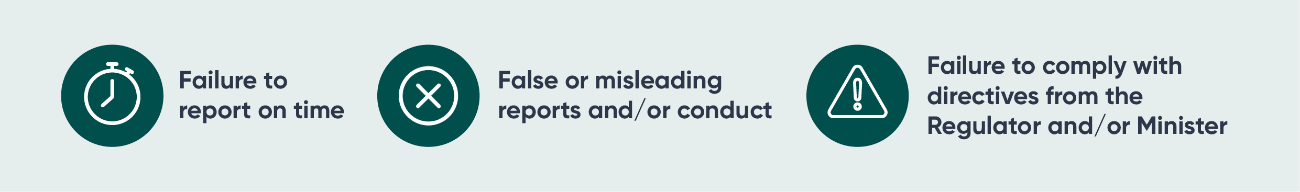 Failure to
report on time
False or misleading
reports and/or conduct
Failure to comply with
directives from the
Regulator and/or Minister